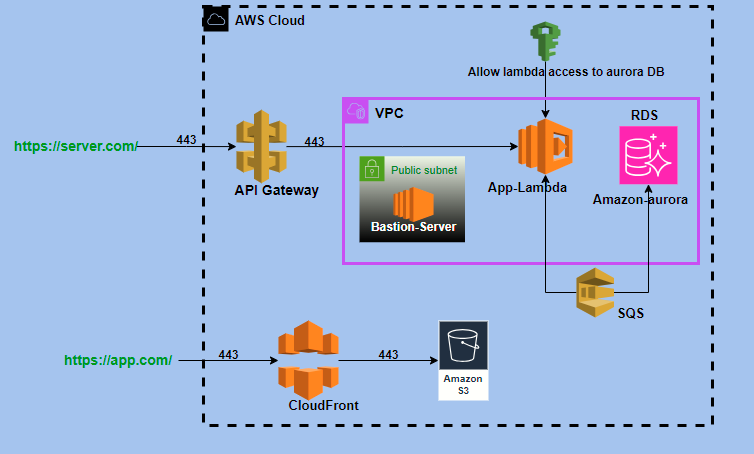 AWS Cloud
Allow lambda access to aurora DB
VPC
RDS
https://server.com/
443
443
API Gateway
Public subnet
Bastion-Server
App-Lambda
Amazon-aurora
SQS
https://app.com/
443
443
CloudFront
Amazon
S3